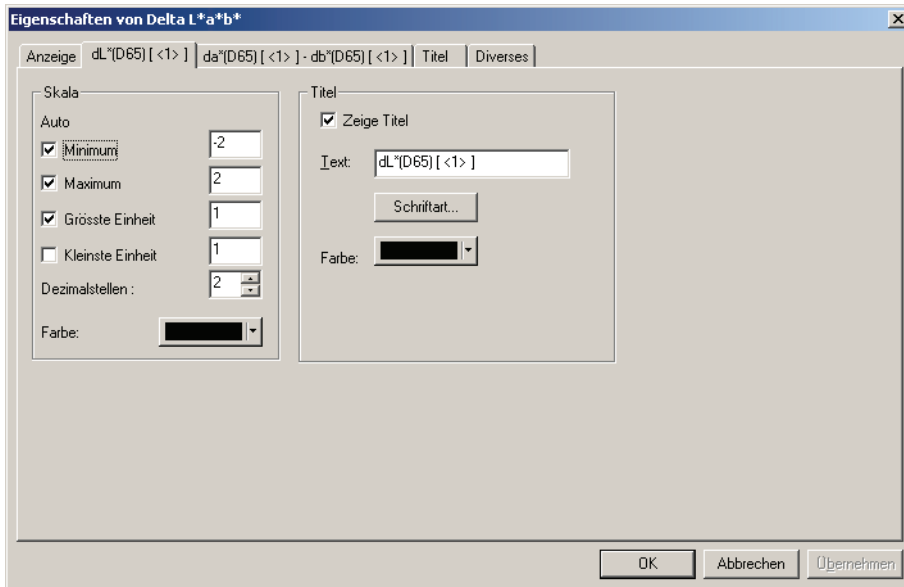 Eigenschaften von Delta L*a*b*
Anzeige dL*(D65) [ <1> ] da*(D65) [ <1> ] - db*(D65) [ <1> ] Titel Diverses
Skala
Auto
Minimum -2
Maximum 2
Grösste Einheit 1
Kleinste Einheit 1
Dezimalstellen : 2
Farbe:
Titel
Zeige Titel
Text: dL*(D65) [ <1> ]
Schriftart...
Farbe:
OK Abbrechen Übernehmen